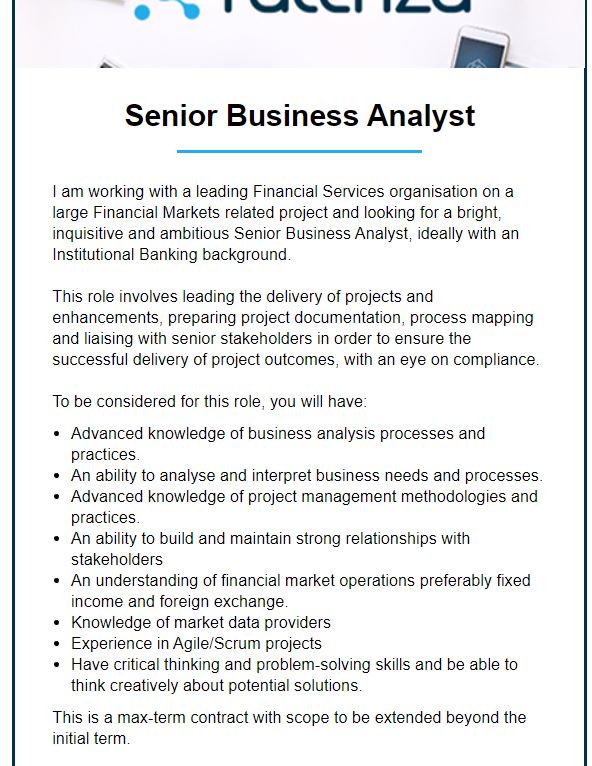 Senior Business Analyst
I am working with a leading Financial Services organisation on a
large Financial Markets related project and looking for a bright,
inquisitive and ambitious Senior Business Analyst, ideally with an
Institutional Banking background.
This role involves leading the delivery of projects and
enhancements, preparing project documentation, process mapping
and liaising with senior stakeholders in order to ensure the
successful delivery of project outcomes, with an eye on compliance.
To be considered for this role, you will have:
• Advanced knowledge of business analysis processes and
practices.
• An ability to analyse and interpret business needs and processes.
• Advanced knowledge of project management methodologies and
practices.
• An ability to build and maintain strong relationships with
stakeholders
• An understanding of financial market operations preferably fixed
income and foreign exchange.
• Knowledge of market data providers
• Experience in Agile/Scrum projects
• Have critical thinking and problem-solving skills and be able to
think creatively about potential solutions.
This is a max-term contract with scope to be extended beyond the
initial term.